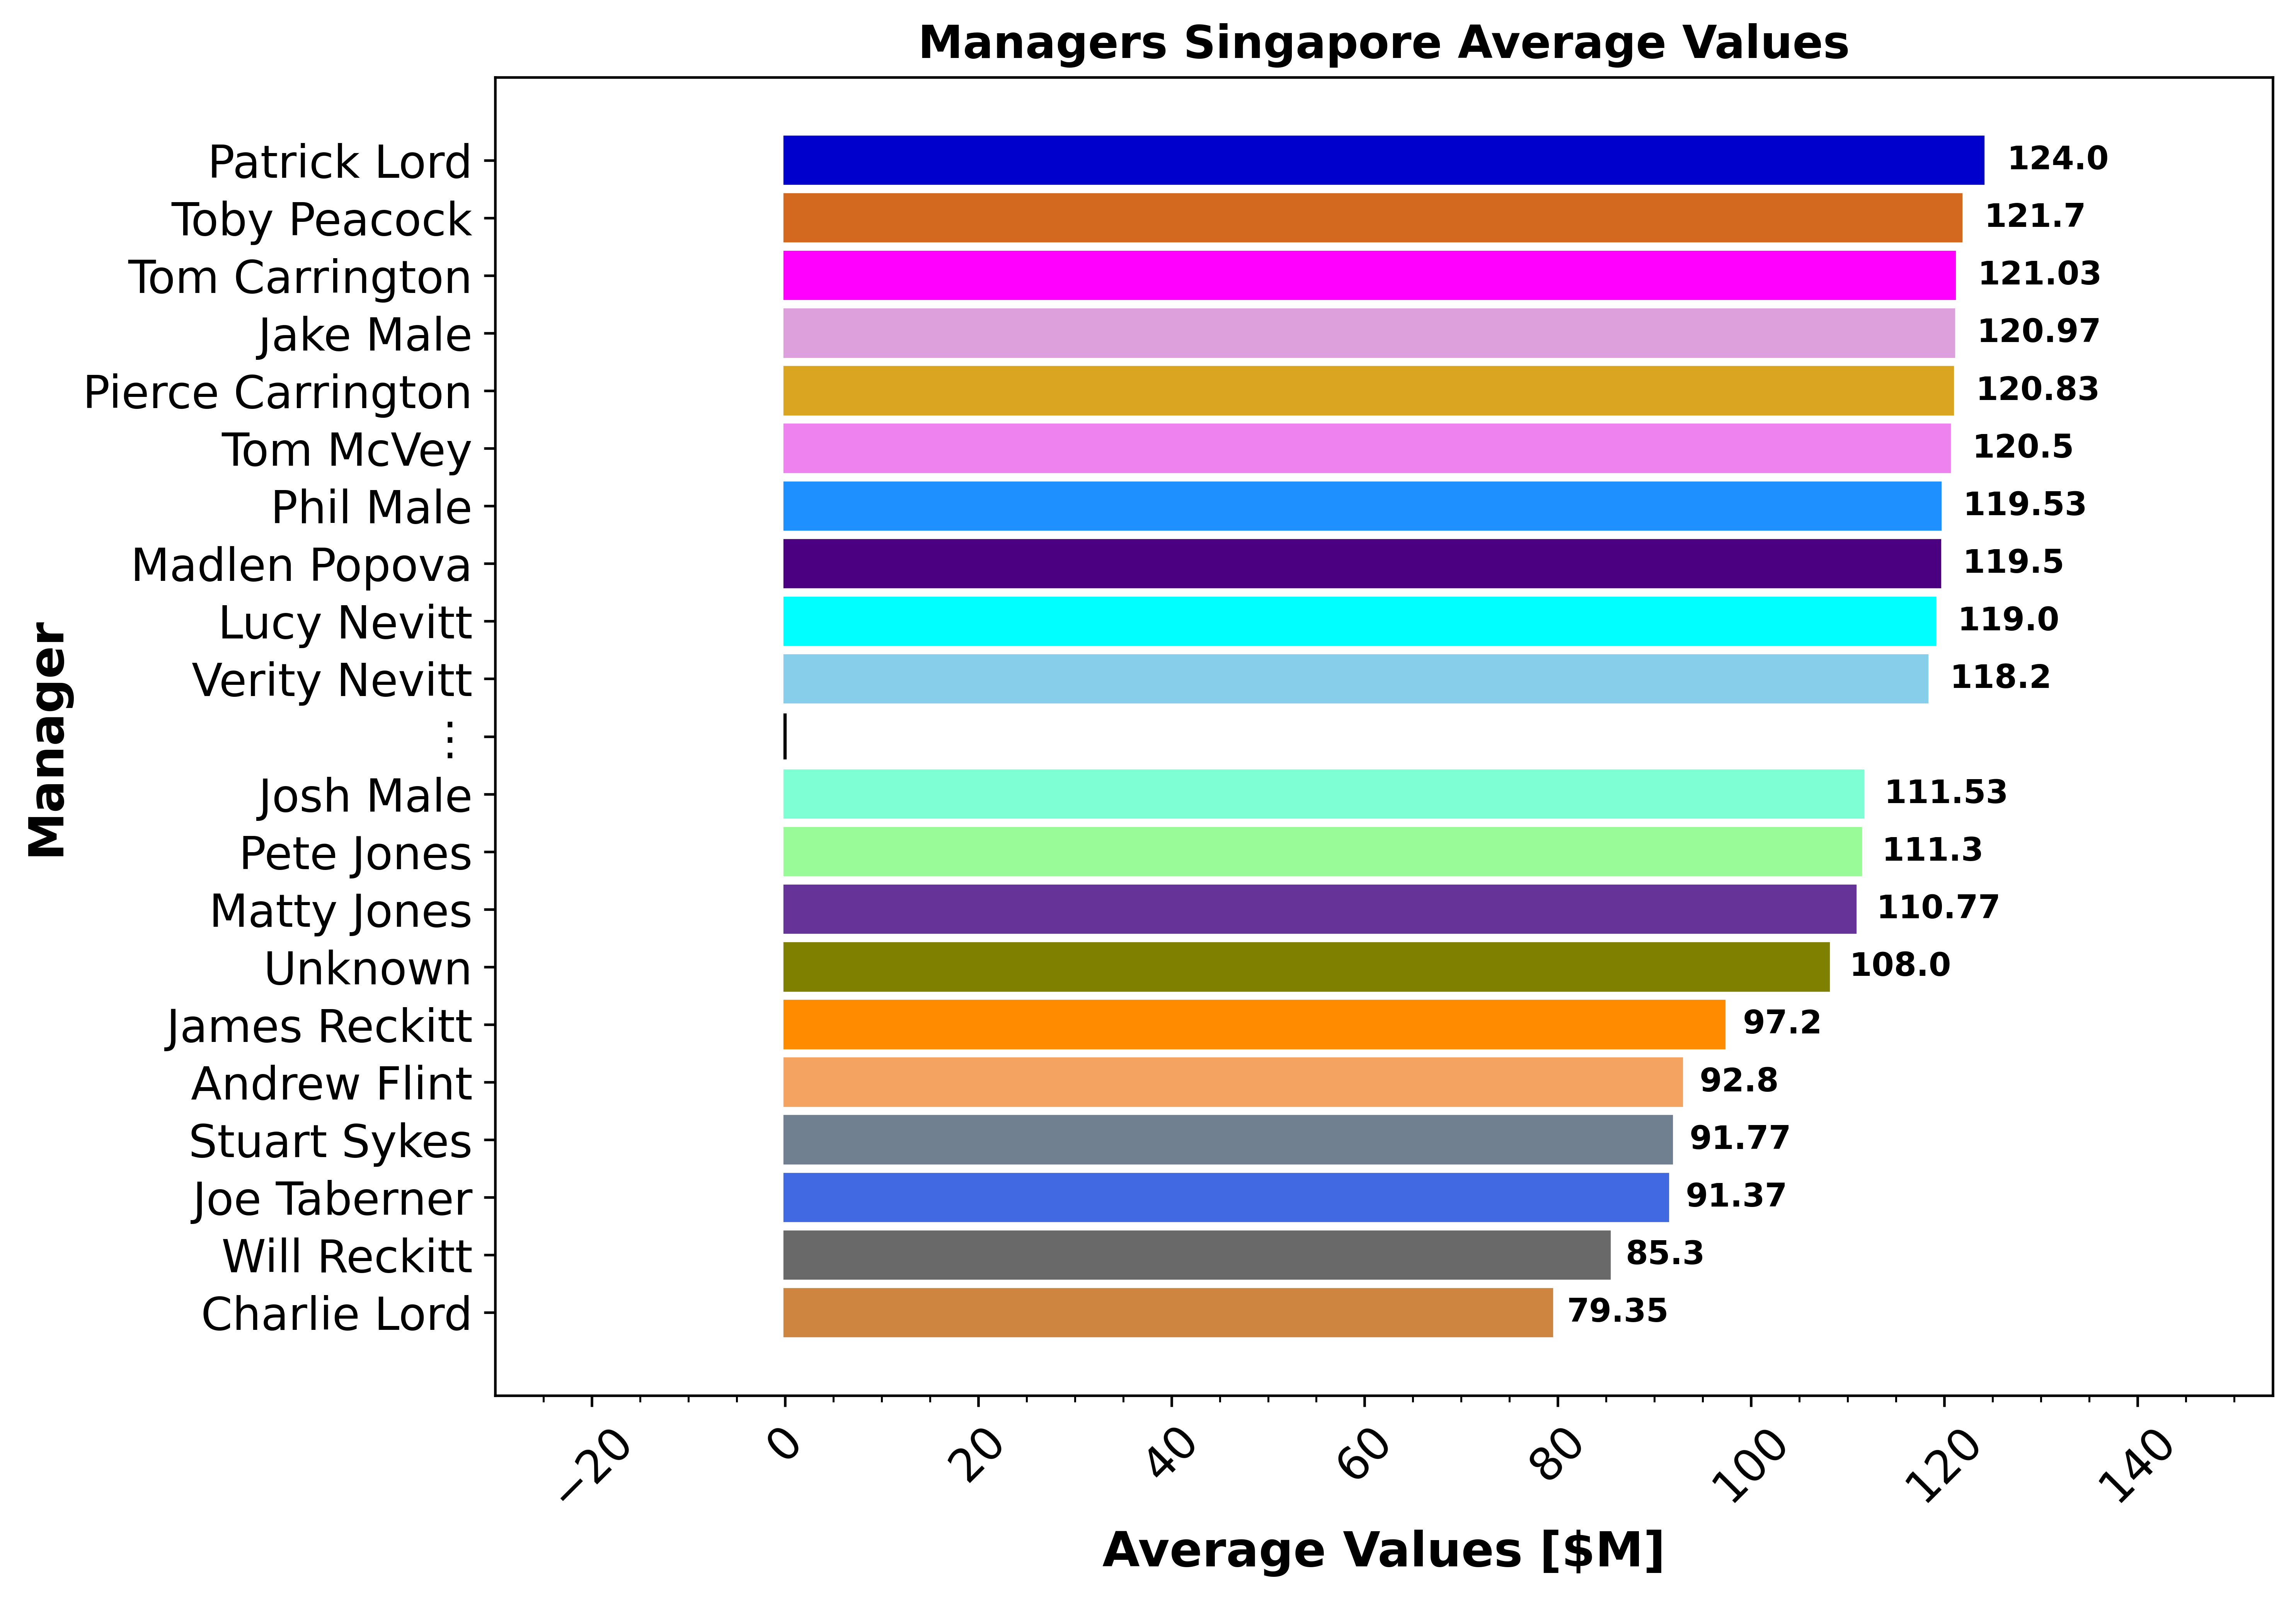 Managers Singapore Average Values
Manager
Patrick Lord 124.0
Toby Peacock 121.7
Tom Carrington 121.03
Jake Male 120.97
Pierce Carrington 120.83
Tom McVey 120.5
Phil Male 119.53
Madlen Popova 119.5
Lucy Nevitt 119.0
Verity Nevitt 118.2
⋮
Josh Male 111.53
Pete Jones 111.3
Matty Jones 110.77
Unknown 108.0
James Reckitt 97.2
Andrew Flint 92.8
Stuart Sykes 91.77
Joe Taberner 91.37
Will Reckitt 85.3
Charlie Lord 79.35
−20 0 20 40 60 80 100 120 140
Average Values [$M]